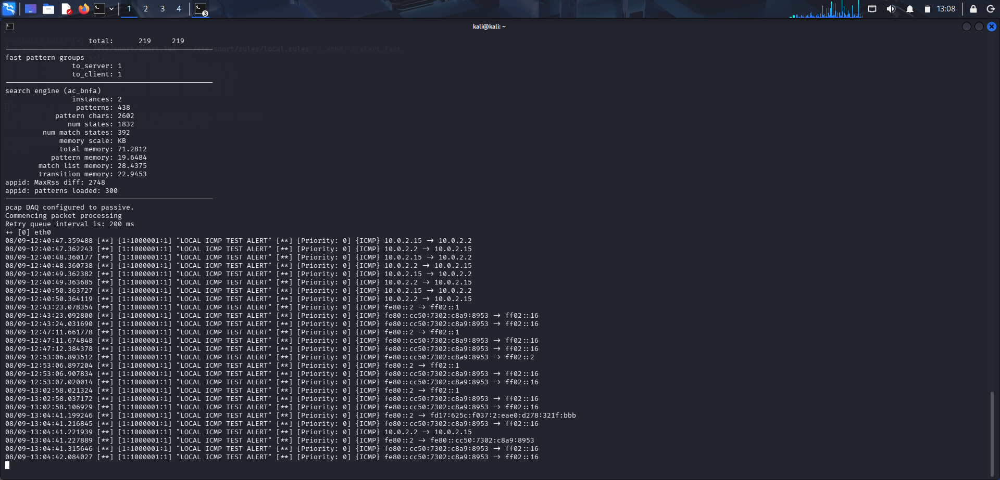 1 2 3 4 3 13:08
kali@kali: ~
total: 219 219
/etc/snort/snort.lua /etc/snort/rules/local.rules -i eth0 -A alert_fast
fast pattern groups
to_server: 1
to_client: 1
search engine (ac_bnfa)
instances: 2
patterns: 438
pattern chars: 2602
num states: 1832
num match states: 392
memory scale: KB
total memory: 71.2812
pattern memory: 19.6484
match list memory: 28.4375
transition memory: 22.9453
appid: MaxRss diff: 2748
appid: patterns loaded: 300
pcap DAQ configured to passive.
Commencing packet processing
Retry queue interval is: 200 ms
++ [0] eth0
08/09-12:40:47.359488 [**] [1:1000001:1] "LOCAL ICMP TEST ALERT" [**] [Priority: 0] {ICMP} 10.0.2.15 -> 10.0.2.2
08/09-12:40:47.362243 [**] [1:1000001:1] "LOCAL ICMP TEST ALERT" [**] [Priority: 0] {ICMP} 10.0.2.2 -> 10.0.2.15
08/09-12:40:48.360177 [**] [1:1000001:1] "LOCAL ICMP TEST ALERT" [**] [Priority: 0] {ICMP} 10.0.2.15 -> 10.0.2.2
08/09-12:40:48.360738 [**] [1:1000001:1] "LOCAL ICMP TEST ALERT" [**] [Priority: 0] {ICMP} 10.0.2.2 -> 10.0.2.15
08/09-12:40:49.362382 [**] [1:1000001:1] "LOCAL ICMP TEST ALERT" [**] [Priority: 0] {ICMP} 10.0.2.15 -> 10.0.2.2
08/09-12:40:49.363685 [**] [1:1000001:1] "LOCAL ICMP TEST ALERT" [**] [Priority: 0] {ICMP} 10.0.2.2 -> 10.0.2.15
08/09-12:40:50.363727 [**] [1:1000001:1] "LOCAL ICMP TEST ALERT" [**] [Priority: 0] {ICMP} 10.0.2.15 -> 10.0.2.2
08/09-12:40:50.364119 [**] [1:1000001:1] "LOCAL ICMP TEST ALERT" [**] [Priority: 0] {ICMP} 10.0.2.2 -> 10.0.2.15
08/09-12:43:23.078354 [**] [1:1000001:1] "LOCAL ICMP TEST ALERT" [**] [Priority: 0] {ICMP} fe80::2 -> ff02::1
08/09-12:43:23.092800 [**] [1:1000001:1] "LOCAL ICMP TEST ALERT" [**] [Priority: 0] {ICMP} fe80::cc50:7302:c8a9:8953 -> ff02::16
08/09-12:43:24.031690 [**] [1:1000001:1] "LOCAL ICMP TEST ALERT" [**] [Priority: 0] {ICMP} fe80::cc50:7302:c8a9:8953 -> ff02::16
08/09-12:47:11.661778 [**] [1:1000001:1] "LOCAL ICMP TEST ALERT" [**] [Priority: 0] {ICMP} fe80::2 -> ff02::1
08/09-12:47:11.674848 [**] [1:1000001:1] "LOCAL ICMP TEST ALERT" [**] [Priority: 0] {ICMP} fe80::cc50:7302:c8a9:8953 -> ff02::16
08/09-12:47:12.384378 [**] [1:1000001:1] "LOCAL ICMP TEST ALERT" [**] [Priority: 0] {ICMP} fe80::cc50:7302:c8a9:8953 -> ff02::16
08/09-12:53:06.893512 [**] [1:1000001:1] "LOCAL ICMP TEST ALERT" [**] [Priority: 0] {ICMP} fe80::cc50:7302:c8a9:8953 -> ff02::2
08/09-12:53:06.897204 [**] [1:1000001:1] "LOCAL ICMP TEST ALERT" [**] [Priority: 0] {ICMP} fe80::2 -> ff02::1
08/09-12:53:06.907834 [**] [1:1000001:1] "LOCAL ICMP TEST ALERT" [**] [Priority: 0] {ICMP} fe80::cc50:7302:c8a9:8953 -> ff02::16
08/09-12:53:07.020014 [**] [1:1000001:1] "LOCAL ICMP TEST ALERT" [**] [Priority: 0] {ICMP} fe80::cc50:7302:c8a9:8953 -> ff02::16
08/09-13:02:58.021324 [**] [1:1000001:1] "LOCAL ICMP TEST ALERT" [**] [Priority: 0] {ICMP} fe80::2 -> ff02::1
08/09-13:02:58.037172 [**] [1:1000001:1] "LOCAL ICMP TEST ALERT" [**] [Priority: 0] {ICMP} fe80::cc50:7302:c8a9:8953 -> ff02::16
08/09-13:02:58.106929 [**] [1:1000001:1] "LOCAL ICMP TEST ALERT" [**] [Priority: 0] {ICMP} fe80::cc50:7302:c8a9:8953 -> ff02::16
08/09-13:04:41.199246 [**] [1:1000001:1] "LOCAL ICMP TEST ALERT" [**] [Priority: 0] {ICMP} fe80::2 -> fd17:625c:f037:2:eae0:d278:321f:bbb
08/09-13:04:41.216845 [**] [1:1000001:1] "LOCAL ICMP TEST ALERT" [**] [Priority: 0] {ICMP} fe80::cc50:7302:c8a9:8953 -> ff02::16
08/09-13:04:41.221939 [**] [1:1000001:1] "LOCAL ICMP TEST ALERT" [**] [Priority: 0] {ICMP} 10.0.2.2 -> 10.0.2.15
08/09-13:04:41.227889 [**] [1:1000001:1] "LOCAL ICMP TEST ALERT" [**] [Priority: 0] {ICMP} fe80::2 -> fe80::cc50:7302:c8a9:8953
08/09-13:04:41.315646 [**] [1:1000001:1] "LOCAL ICMP TEST ALERT" [**] [Priority: 0] {ICMP} fe80::cc50:7302:c8a9:8953 -> ff02::16
08/09-13:04:42.084027 [**] [1:1000001:1] "LOCAL ICMP TEST ALERT" [**] [Priority: 0] {ICMP} fe80::cc50:7302:c8a9:8953 -> ff02::16